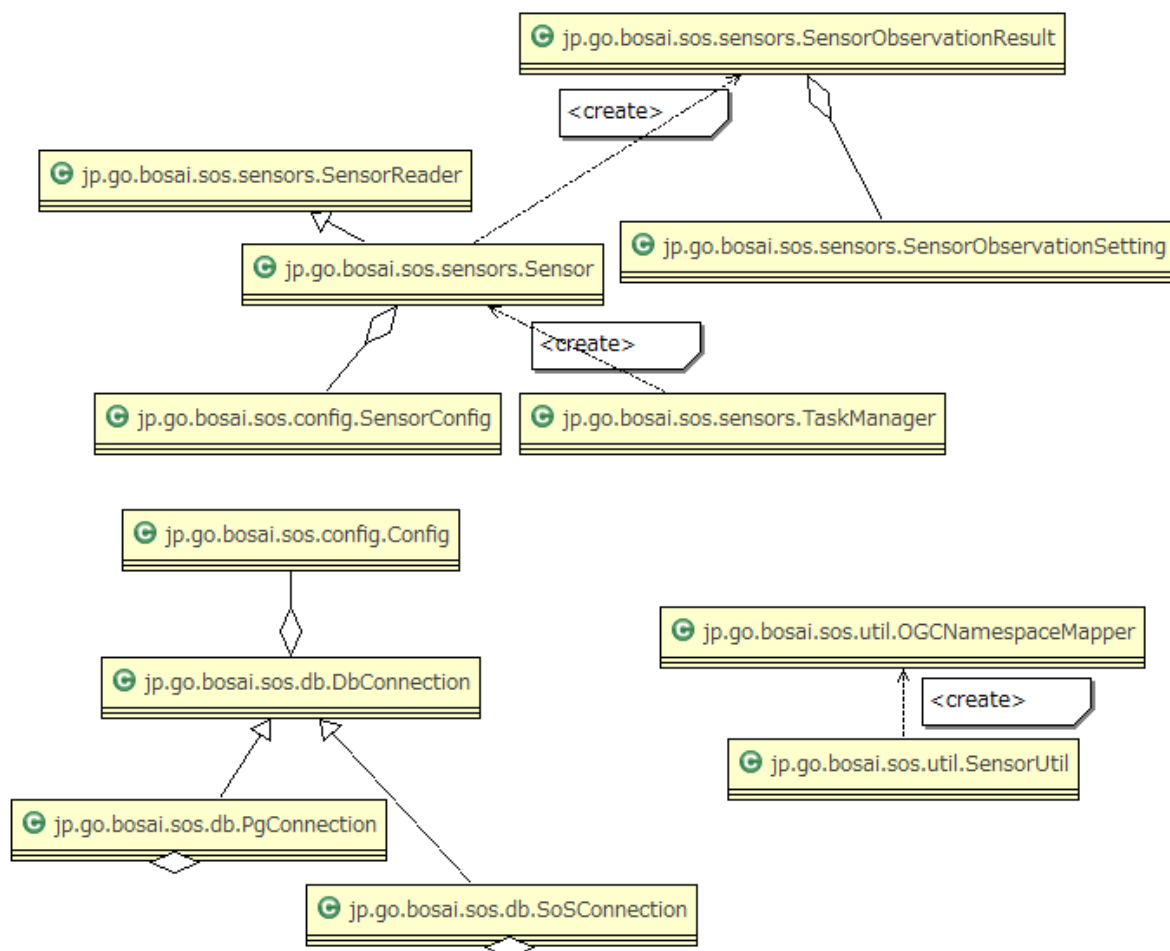 C jp.go.bosai.sos.sensors.SensorObservationResult
<create>
C jp.go.bosai.sos.sensors.SensorReader
C jp.go.bosai.sos.sensors.SensorObservationSetting
C jp.go.bosai.sos.sensors.Sensor
<create>
C jp.go.bosai.sos.config.SensorConfig
C jp.go.bosai.sos.sensors.TaskManager
C jp.go.bosai.sos.config.Config
C jp.go.bosai.sos.util.OGCNamespaceMapper
C jp.go.bosai.sos.db.DbConnection
<create>
C jp.go.bosai.sos.util.SensorUtil
C jp.go.bosai.sos.db.PgConnection
C jp.go.bosai.sos.db.SoSConnection